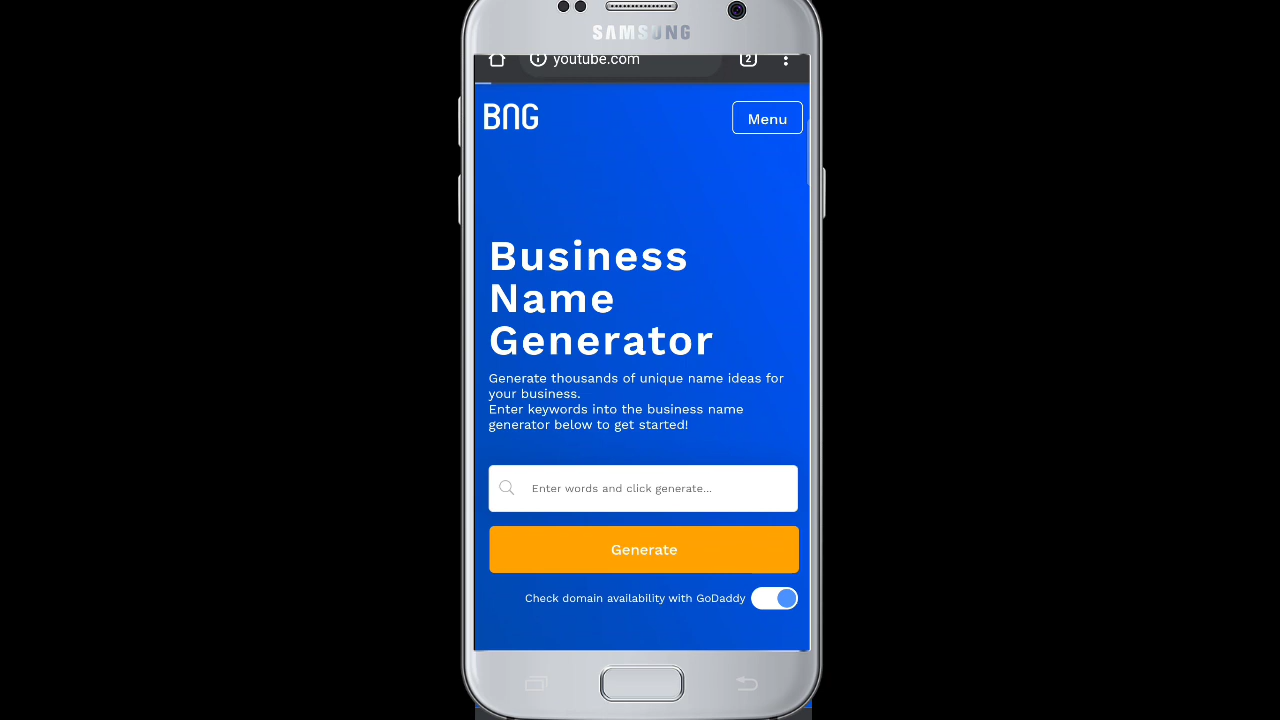 SAMSUNG
youtube.com
2
BNG
Menu
Business
Name
Generator
Generate thousands of unique name ideas for
your business.
Enter keywords into the business name
generator below to get started!
Enter words and click generate...
Generate
Check domain availability with GoDaddy